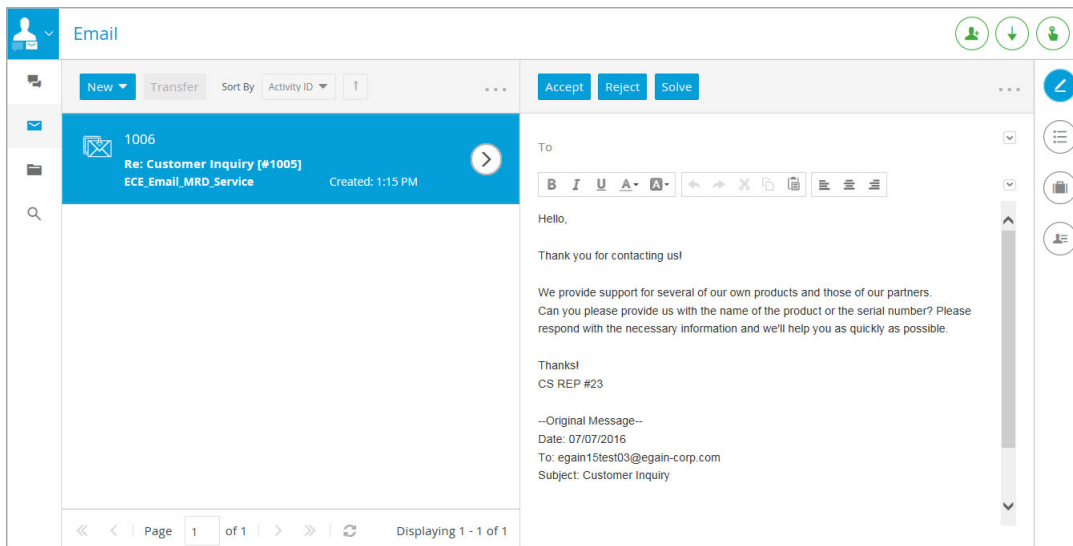 Email
New Transfer Sort By Activity ID
Accept Reject Solve
1006
Re: Customer Inquiry [#1005]
ECE_Email_MRD_Service Created: 1:15 PM
To
B I U A A
Hello,
Thank you for contacting us!
We provide support for several of our own products and those of our partners.
Can you please provide us with the name of the product or the serial number? Please
respond with the necessary information and we'll help you as quickly as possible.
Thanks!
CS REP #23
--Original Message--
Date: 07/07/2016
To: egain15test03@egain-corp.com
Subject: Customer Inquiry
Page 1 of 1 Displaying 1 - 1 of 1